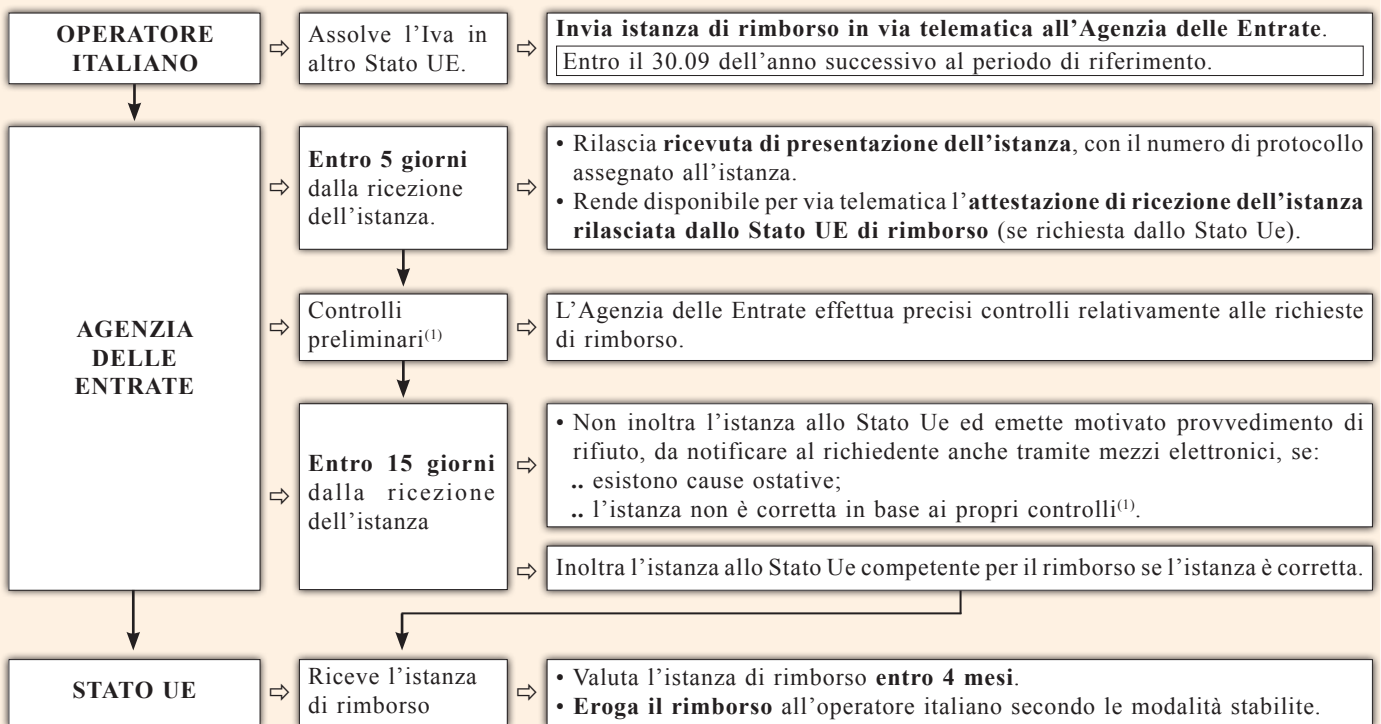 OPERATORE
ITALIANO
Assolve l'Iva in
altro Stato UE.
Invia istanza di rimborso in via telematica all'Agenzia delle Entrate.
Entro il 30.09 dell'anno successivo al periodo di riferimento.
AGENZIA
DELLE
ENTRATE
Entro 5 giorni
dalla ricezione
dell'istanza.
• Rilascia ricevuta di presentazione dell'istanza, con il numero di protocollo
assegnato all'istanza.
• Rende disponibile per via telematica l'attestazione di ricezione dell'istanza
rilasciata dallo Stato UE di rimborso (se richiesta dallo Stato Ue).
Controlli
preliminari(1)
L'Agenzia delle Entrate effettua precisi controlli relativamente alle richieste
di rimborso.
Entro 15 giorni
dalla ricezione
dell'istanza
• Non inoltra l'istanza allo Stato Ue ed emette motivato provvedimento di
rifiuto, da notificare al richiedente anche tramite mezzi elettronici, se:
.. esistono cause ostative;
.. l'istanza non è corretta in base ai propri controlli(1).
Inoltra l'istanza allo Stato Ue competente per il rimborso se l'istanza è corretta.
STATO UE
Riceve l'istanza
di rimborso
• Valuta l'istanza di rimborso entro 4 mesi.
• Eroga il rimborso all'operatore italiano secondo le modalità stabilite.